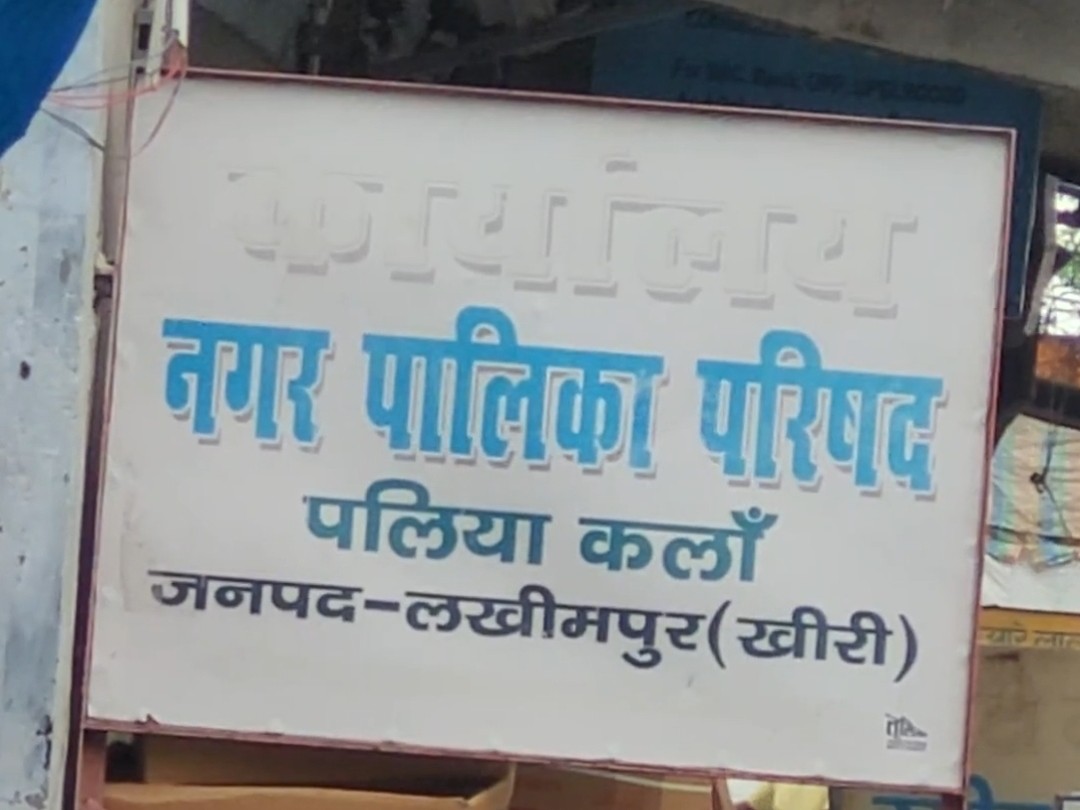 कार्यालय
नगर पालिका परिषद
पलिया कलाँ
जनपद-लखीमपुर(खीरी)